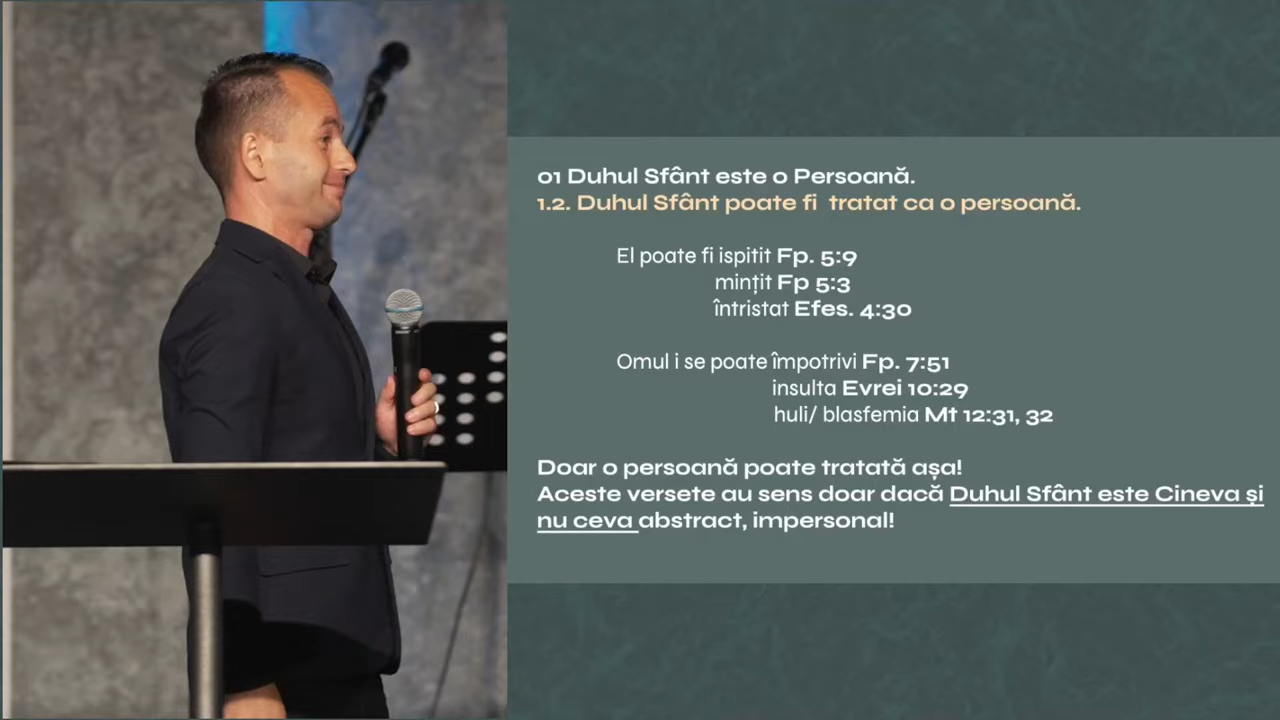 01 Duhul Sfânt este o Persoană.
1.2. Duhul Sfânt poate fi tratat ca o persoană.
El poate fi ispitit Fp. 5:9
mințit Fp 5:3
întristat Efes. 4:30
Omul i se poate împotrivi Fp. 7:51
insulta Evrei 10:29
huli/ blasfemia Mt 12:31, 32
Doar o persoană poate tratată așa!
Aceste versete au sens doar dacă Duhul Sfânt este Cineva și
nu ceva abstract, impersonal!